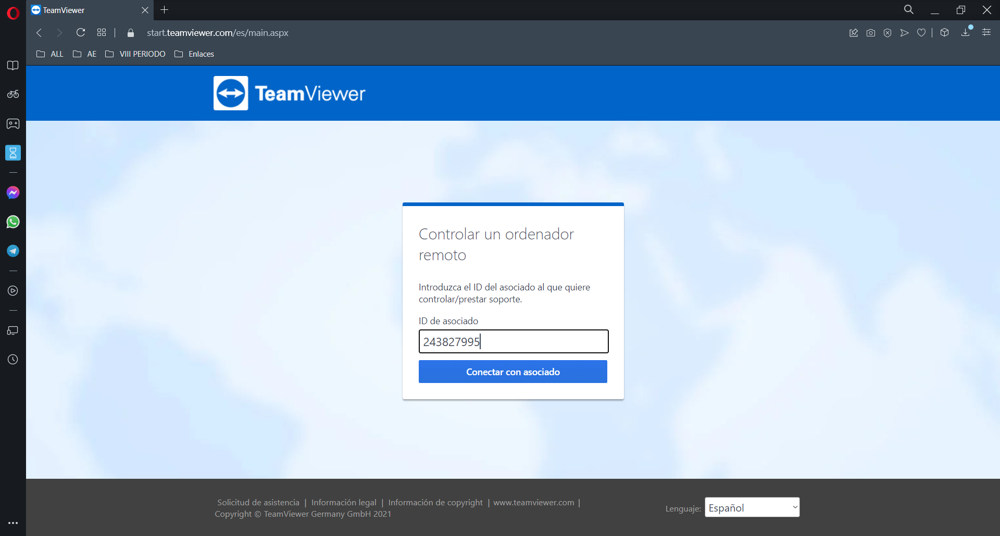 TeamViewer
start.teamviewer.com/es/main.aspx
ALL AE VIII PERIODO Enlaces
TeamViewer
Controlar un ordenador
remoto
Introduzca el ID del asociado al que quiere
controlar/prestar soporte.
ID de asociado
243827995
Conectar con asociado
Solicitud de asistencia | Información legal | Información de copyright | www.teamviewer.com |
Copyright © TeamViewer Germany GmbH 2021
Lenguaje: Español